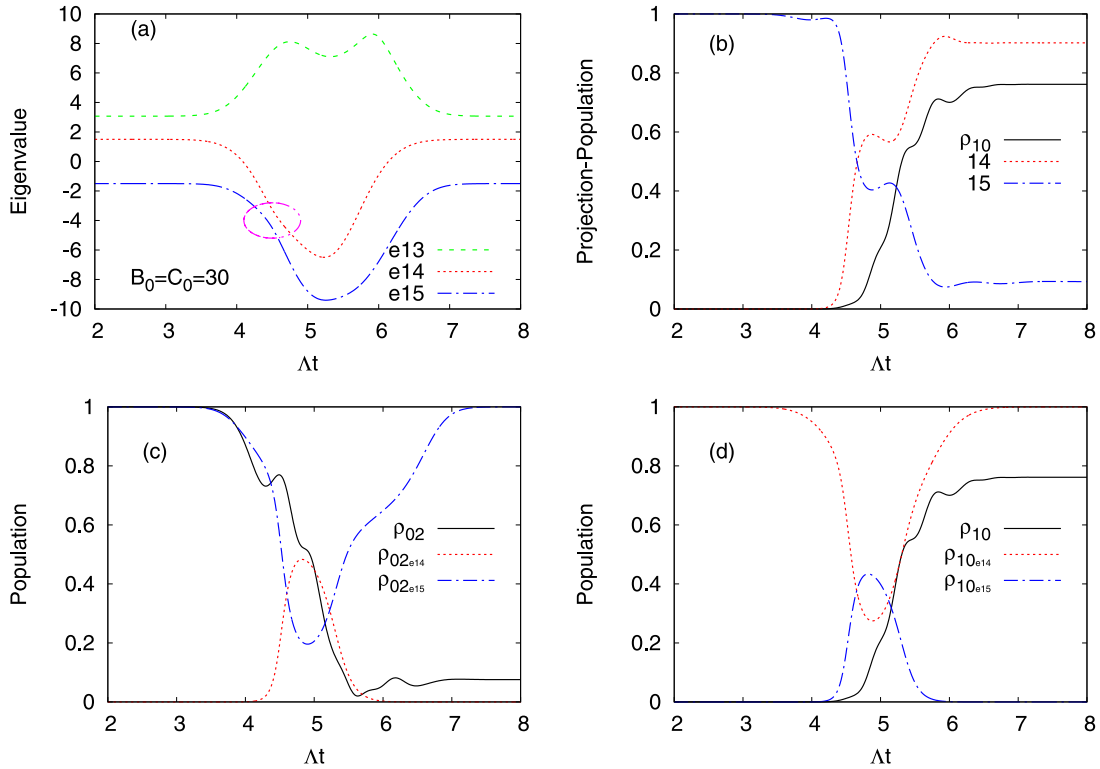 (a)
Eigenvalue
10
8
6
4
2
0
-2
-4
-6
-8
-10
B₀=C₀=30
e13
e14
e15
2 3 4 5 6 7 8
Λt
(b)
Projection-Population
1
0.8
0.6
0.4
0.2
0
ρ₁₀
14
15
2 3 4 5 6 7 8
Λt
(c)
Population
1
0.8
0.6
0.4
0.2
0
ρ₀₂
ρ₀₂ₑ₁₄
ρ₀₂ₑ₁₅
2 3 4 5 6 7 8
Λt
(d)
Population
1
0.8
0.6
0.4
0.2
0
ρ₁₀
ρ₁₀ₑ₁₄
ρ₁₀ₑ₁₅
2 3 4 5 6 7 8
Λt